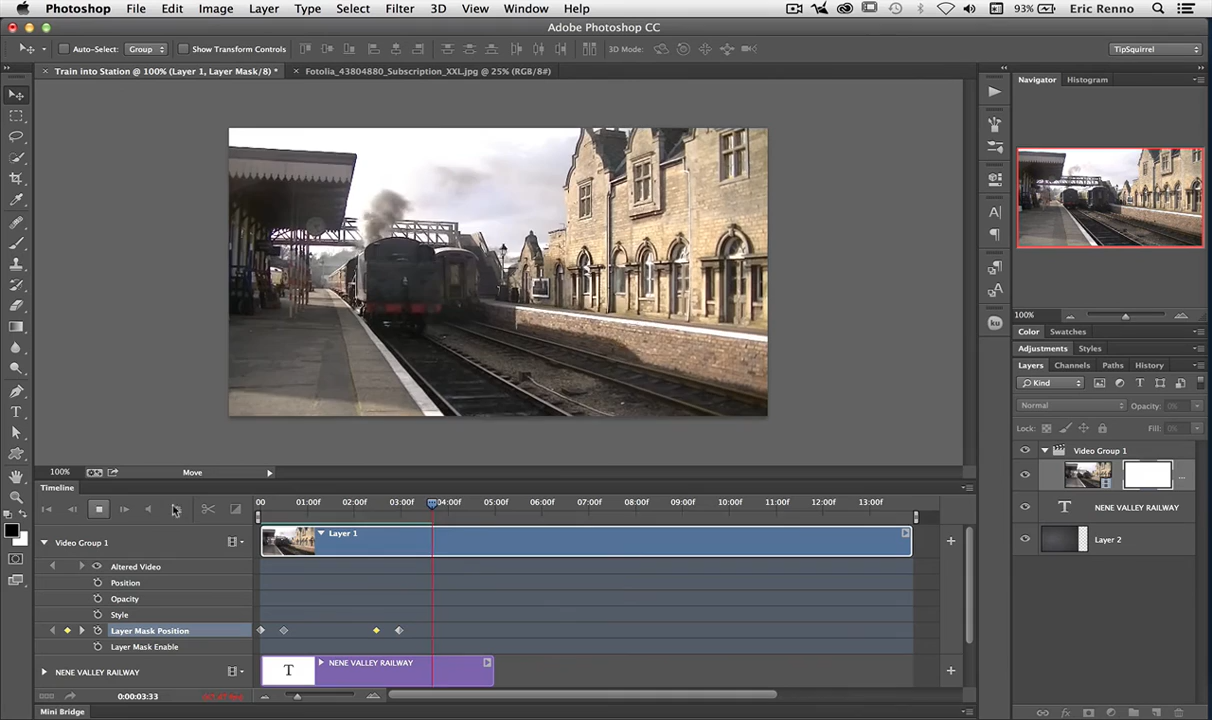 Photoshop File Edit Image Layer Type Select Filter 3D View Window Help 93% Eric Renno
Adobe Photoshop CC
Auto-Select: Group Show Transform Controls 3D Mode: TipSquirrel
Train into Station @ 100% (Layer 1, Layer Mask/8) * Fotolia_43804880_Subscription_XXL.jpg @ 25% (RGB/8#)
Navigator Histogram
100%
Color Swatches
Adjustments Styles
Layers Channels Paths History
Kind
Normal Opacity: 0%
Lock: Fill: 0%
Video Group 1
...
NENE VALLEY RAILWAY
Layer 2
100% Move
Timeline
00 01:00f 02:00f 03:00f 04:00f 05:00f 06:00f 07:00f 08:00f 09:00f 10:00f 11:00f 12:00f 13:00f
Video Group 1 Layer 1
Altered Video
Position
Opacity
Style
Layer Mask Position
Layer Mask Enable
NENE VALLEY RAILWAY T NENE VALLEY RAILWAY
0:00:03:33
Mini Bridge